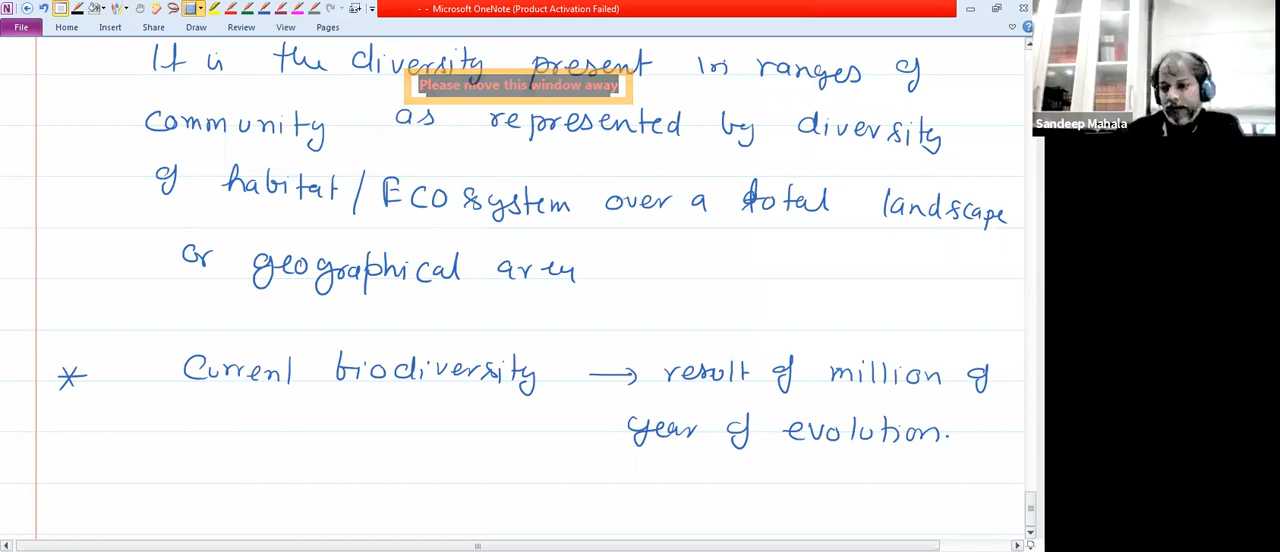 - - Microsoft OneNote (Product Activation Failed)
File Home Insert Share Draw Review View Pages
It is the diversity present in ranges of
Please move this window away
community as represented by diversity
Sandeep Mahala
of habitat / ECO system over a total landscape
or geographical area
* Current biodiversity → result of million of
year of evolution.